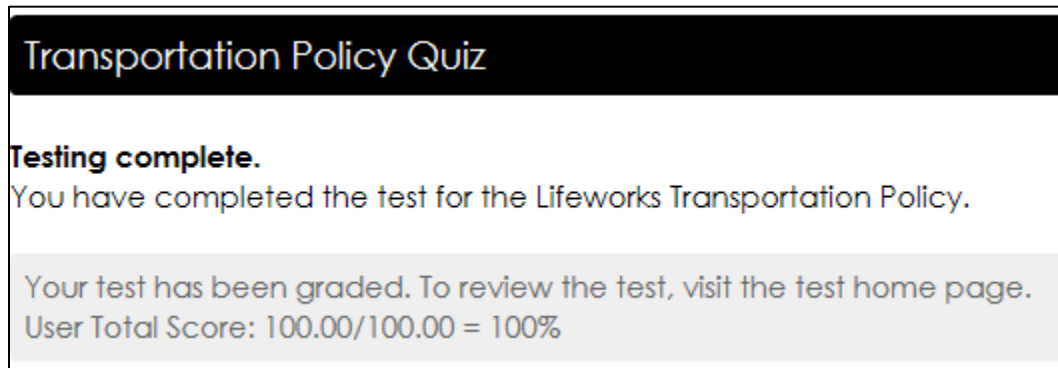 Transportation Policy Quiz
Testing complete.
You have completed the test for the Lifeworks Transportation Policy.
Your test has been graded. To review the test, visit the test home page.
User Total Score: 100.00/100.00 = 100%